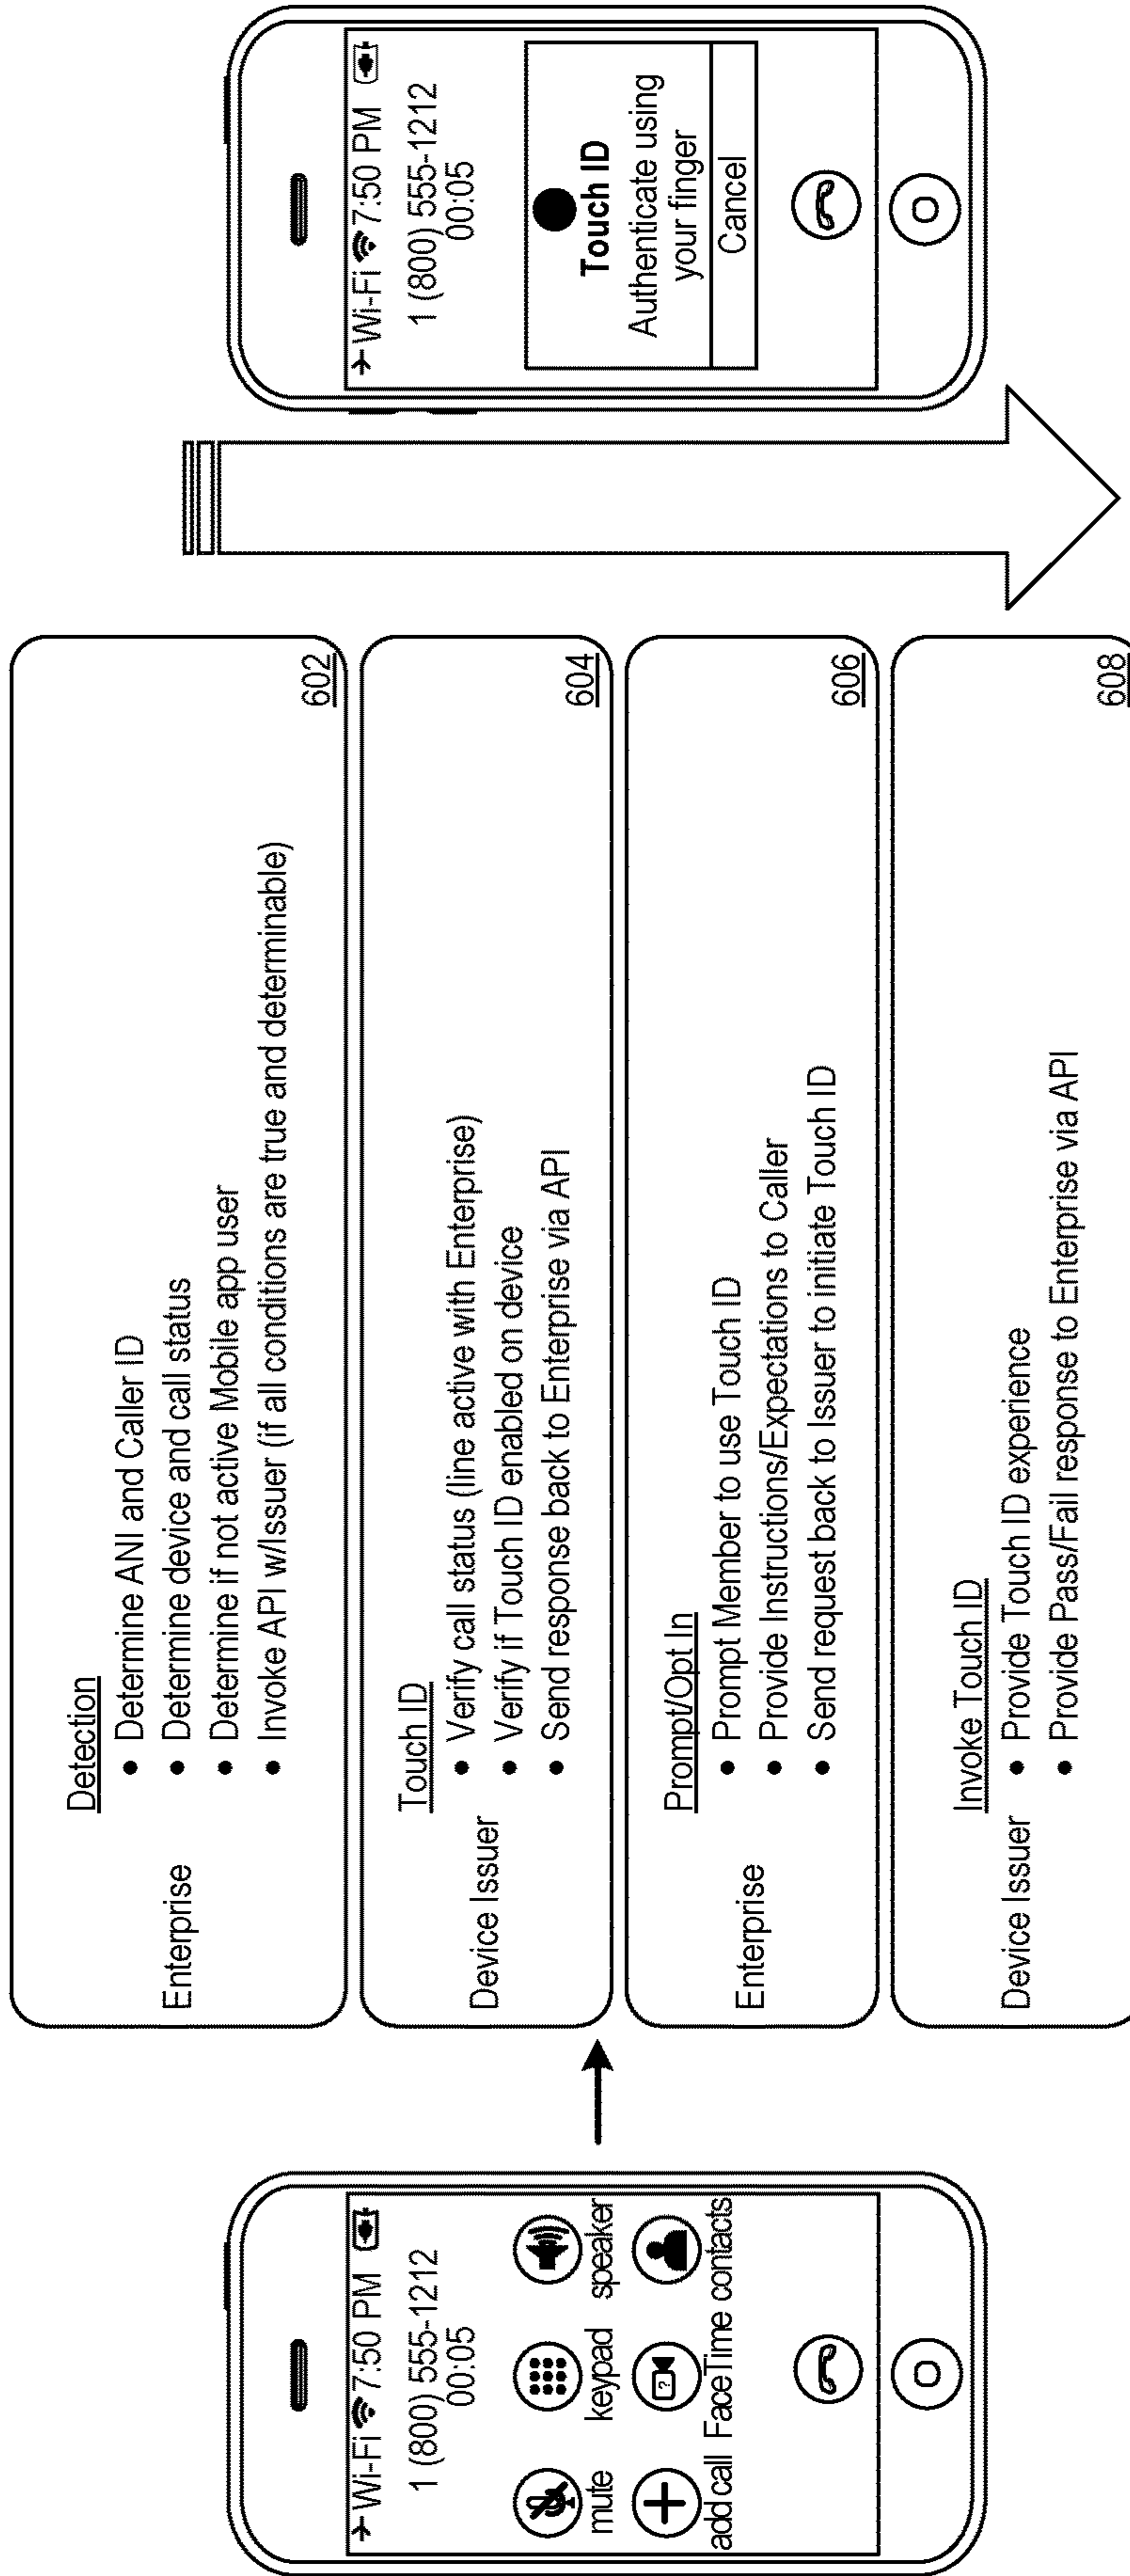 Wi-Fi 7:50 PM
1 (800) 555-1212
00:05
mute keypad speaker
add call FaceTime contacts
Enterprise
Detection
• Determine ANI and Caller ID
• Determine device and call status
• Determine if not active Mobile app user
• Invoke API w/Issuer (if all conditions are true and determinable)
602
Device Issuer
Touch ID
• Verify call status (line active with Enterprise)
• Verify if Touch ID enabled on device
• Send response back to Enterprise via API
604
Enterprise
Prompt/Opt In
• Prompt Member to use Touch ID
• Provide Instructions/Expectations to Caller
• Send request back to Issuer to initiate Touch ID
606
Device Issuer
Invoke Touch ID
• Provide Touch ID experience
• Provide Pass/Fail response to Enterprise via API
608
Wi-Fi 7:50 PM
1 (800) 555-1212
00:05
Touch ID
Authenticate using
your finger
Cancel